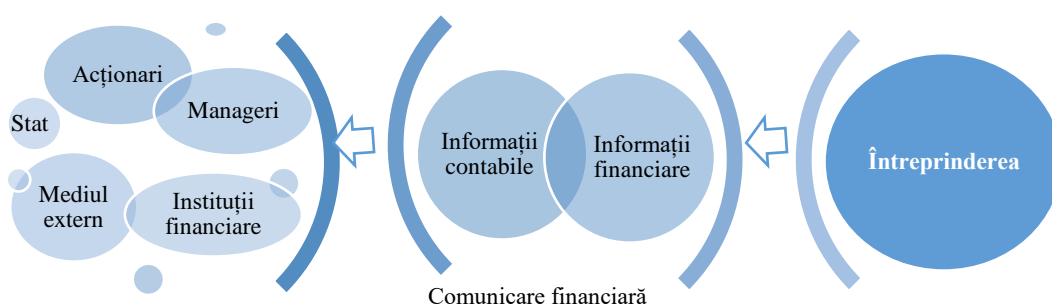 Acționari
Manageri
Stat
Mediul
extern
Instituții
financiare
Informații
contabile
Informații
financiare
Întreprinderea
Comunicare financiară